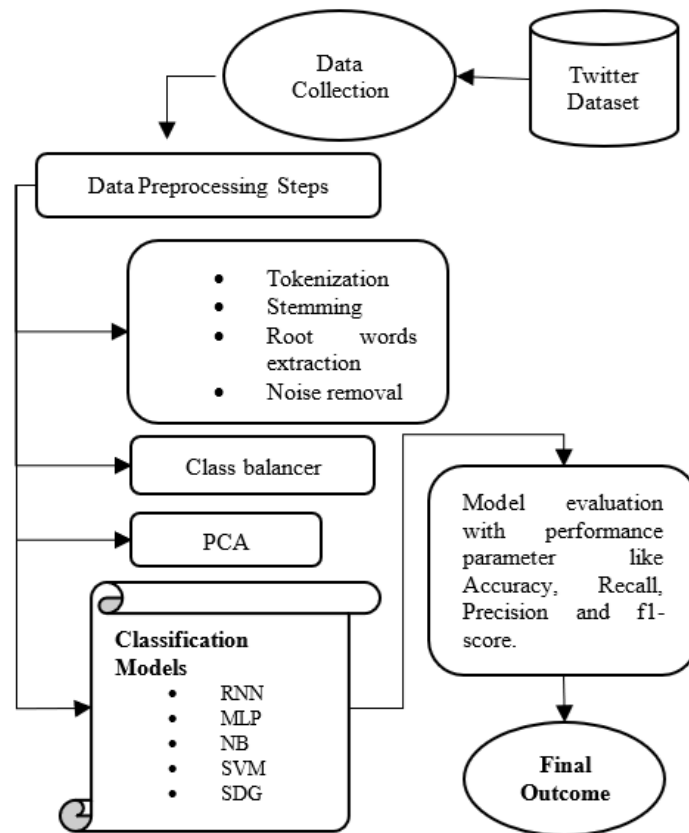 Data
Collection
Twitter
Dataset
Data Preprocessing Steps
• Tokenization
• Stemming
• Root words
extraction
• Noise removal
Class balancer
PCA
Classification
Models
• RNN
• MLP
• NB
• SVM
• SDG
Model evaluation
with performance
parameter like
Accuracy, Recall,
Precision and f1-
score.
Final
Outcome